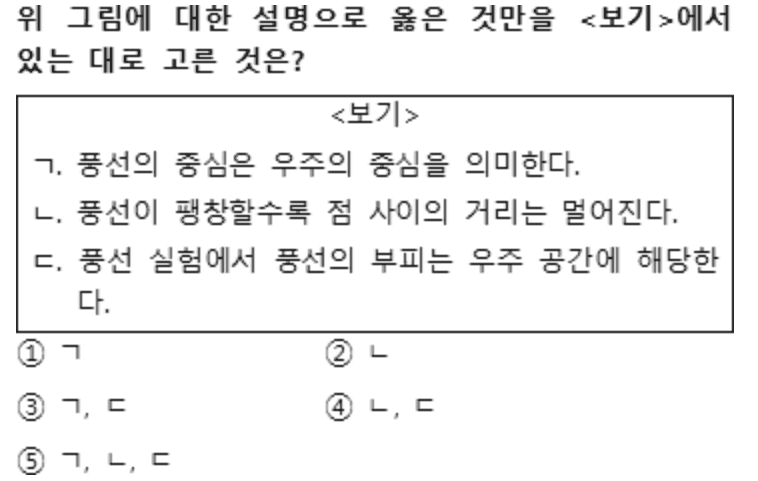 위 그림에 대한 설명으로 옳은 것만을 <보기>에서
있는 대로 고른 것은?
<보기>
ㄱ. 풍선의 중심은 우주의 중심을 의미한다.
ㄴ. 풍선이 팽창할수록 점 사이의 거리는 멀어진다.
ㄷ. 풍선 실험에서 풍선의 부피는 우주 공간에 해당한
다.
① ㄱ ② ㄴ
③ ㄱ, ㄷ ④ ㄴ, ㄷ
⑤ ㄱ, ㄴ, ㄷ